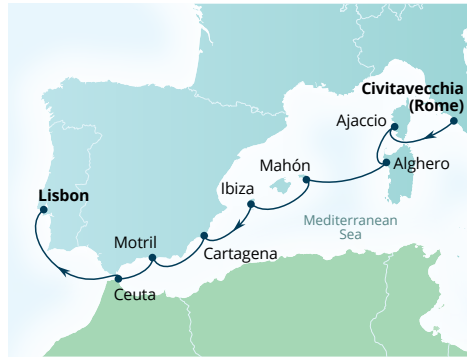 Civitavecchia
(Rome)
Ajaccio
Alghero
Mahón
Ibiza
Lisbon
Mediterranean
Sea
Motril
Cartagena
Ceuta